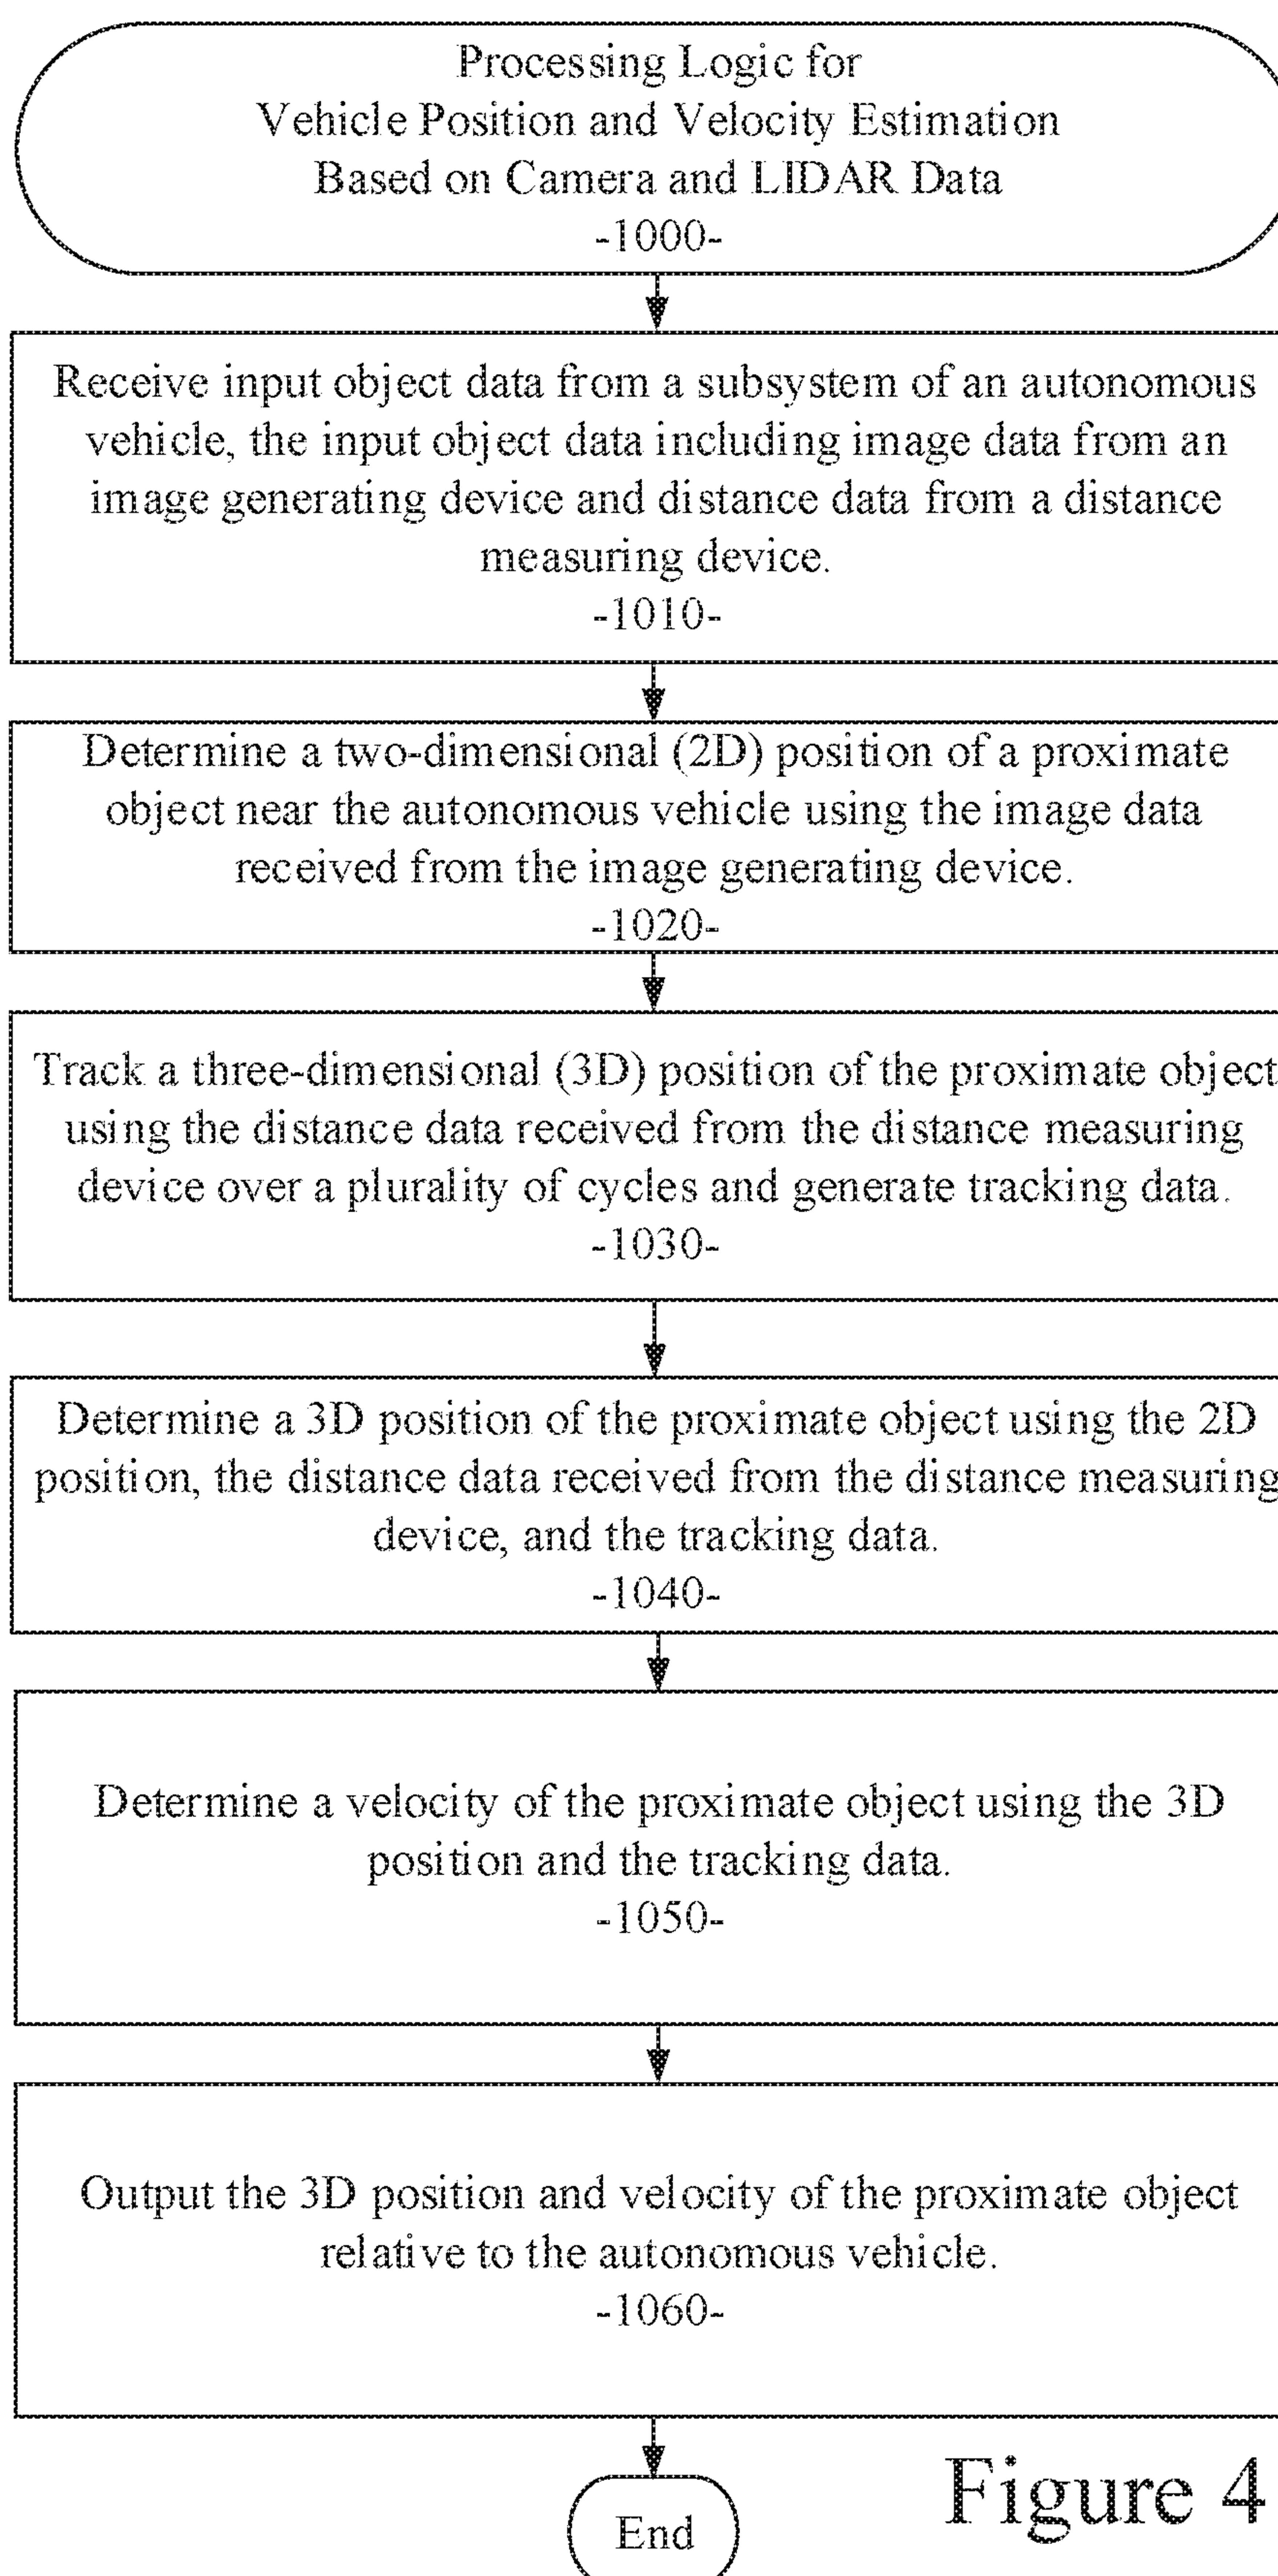 Processing Logic for
Vehicle Position and Velocity Estimation
Based on Camera and LIDAR Data
-1000-
Receive input object data from a subsystem of an autonomous
vehicle, the input object data including image data from an
image generating device and distance data from a distance
measuring device.
-1010-
Determine a two-dimensional (2D) position of a proximate
object near the autonomous vehicle using the image data
received from the image generating device.
-1020-
Track a three-dimensional (3D) position of the proximate object
using the distance data received from the distance measuring
device over a plurality of cycles and generate tracking data.
-1030-
Determine a 3D position of the proximate object using the 2D
position, the distance data received from the distance measuring
device, and the tracking data.
-1040-
Determine a velocity of the proximate object using the 3D
position and the tracking data.
-1050-
Output the 3D position and velocity of the proximate object
relative to the autonomous vehicle.
-1060-
End
Figure 4